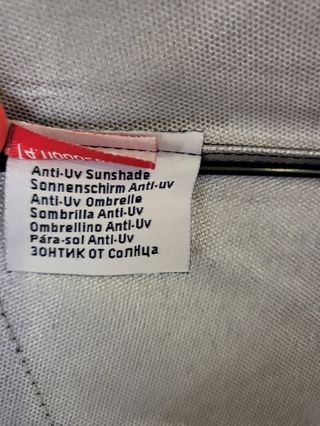 Anti-Uv Sunshade
Sonnenschirm Anti-uv
Anti-Uv Ombrelle
Sombrilla Anti-Uv
Ombrellino Anti-Uv
Pára-sol Anti-Uv
ЗОНТИК ОТ СОЛНЦа